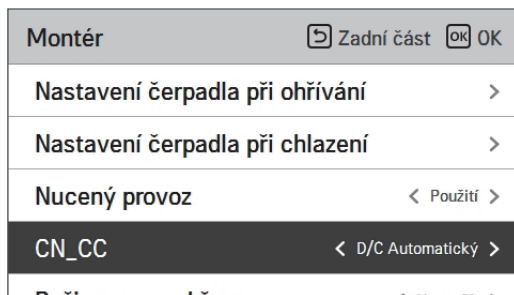 Montér Zadní část OK OK
Nastavení čerpadla při ohřívání >
Nastavení čerpadla při chlazení >
Nucený provoz < Použití >
CN_CC < D/C Automatický >